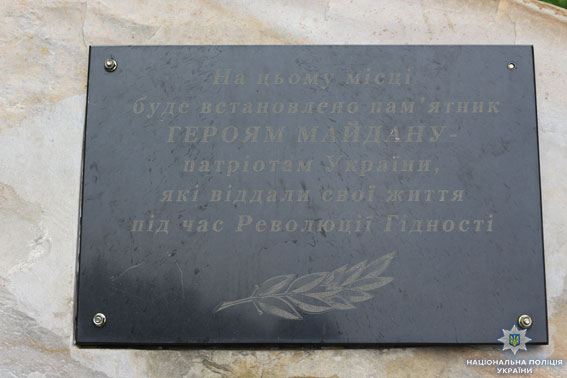 На цьому місці
буде встановлено пам'ятник
ГЕРОЯМ МАЙДАНУ-
патріотам України,
які віддали свої життя
під час Революції Гідності
НАЦІОНАЛЬНА ПОЛІЦІЯ
УКРАЇНИ